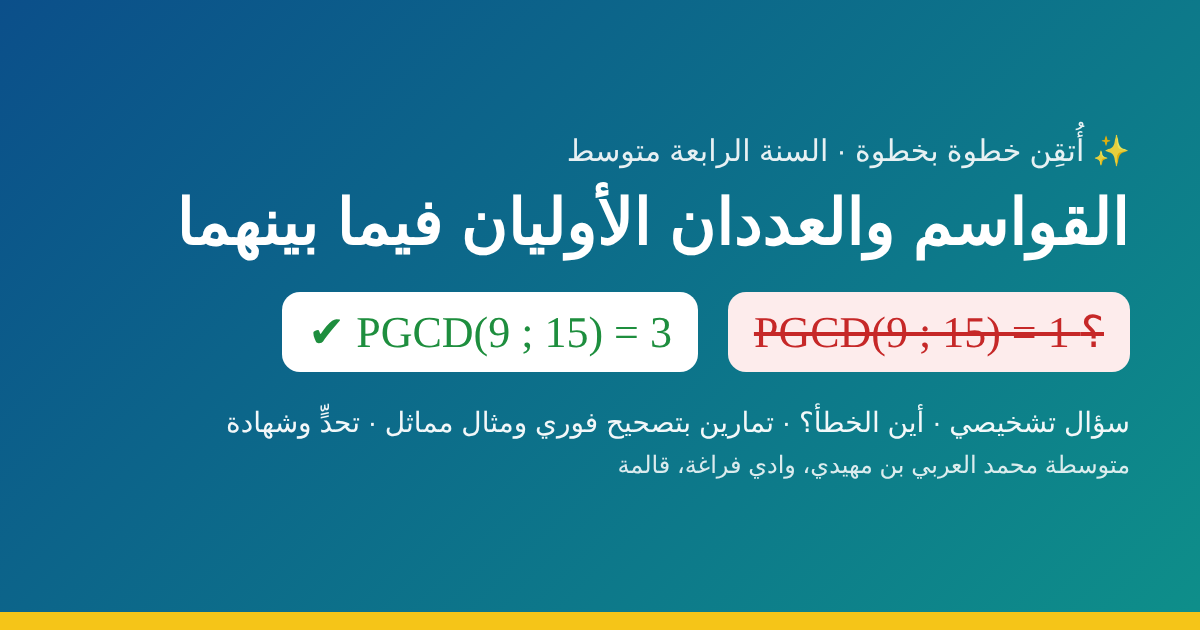 ✨ أُتقِن خطوة بخطوة · السنة الرابعة متوسط
القواسم والعددان الأوليان فيما بينهما
PGCD(9 ; 15) = 1 ؟
✔ PGCD(9 ; 15) = 3
سؤال تشخيصي · أين الخطأ؟ · تمارين بتصحيح فوري ومثال مماثل · تحدٍّ وشهادة
متوسطة محمد العربي بن مهيدي، وادي فراغة، قالمة